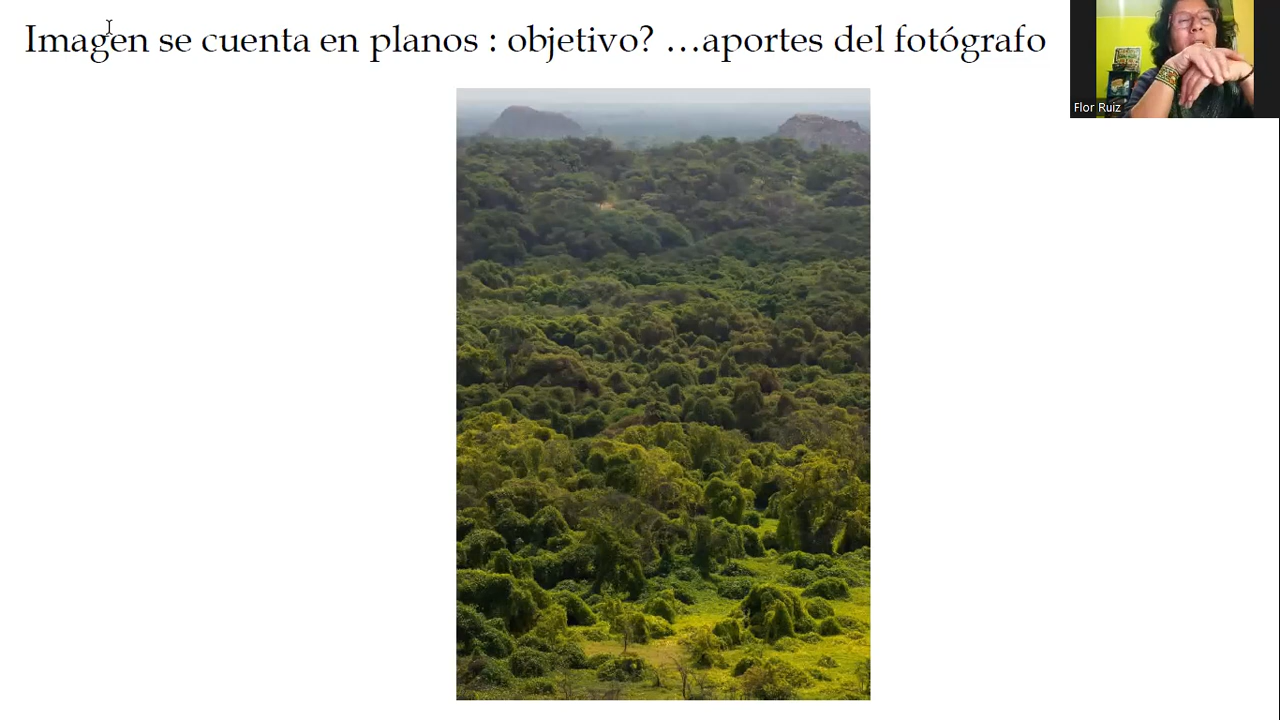 Imagen se cuenta en planos : objetivo? ...aportes del fotógrafo
Flor Ruiz